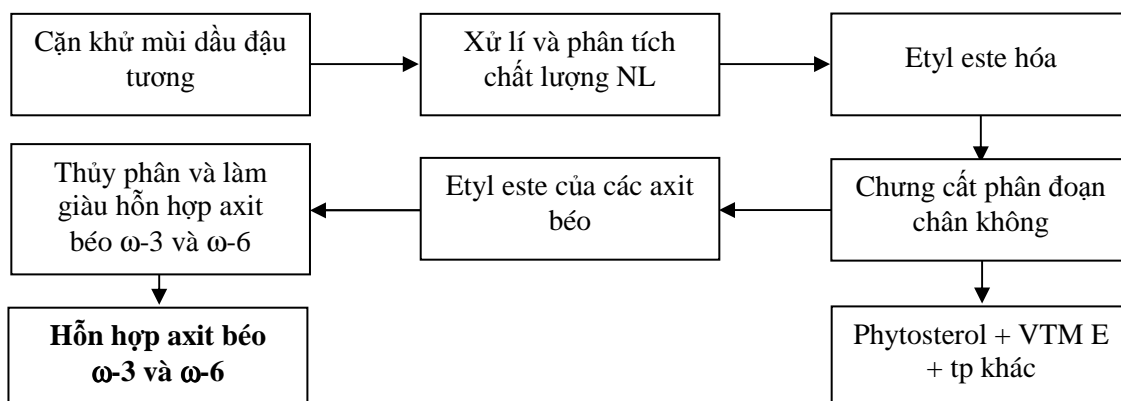 Cặn khử mùi dầu đậu
tương
Xử lí và phân tích
chất lượng NL
Etyl este hóa
Chưng cất phân đoạn
chân không
Etyl este của các axit
béo
Thủy phân và làm
giàu hỗn hợp axit
béo ω-3 và ω-6
Hỗn hợp axit béo
ω-3 và ω-6
Phytosterol + VTM E
+ tp khác